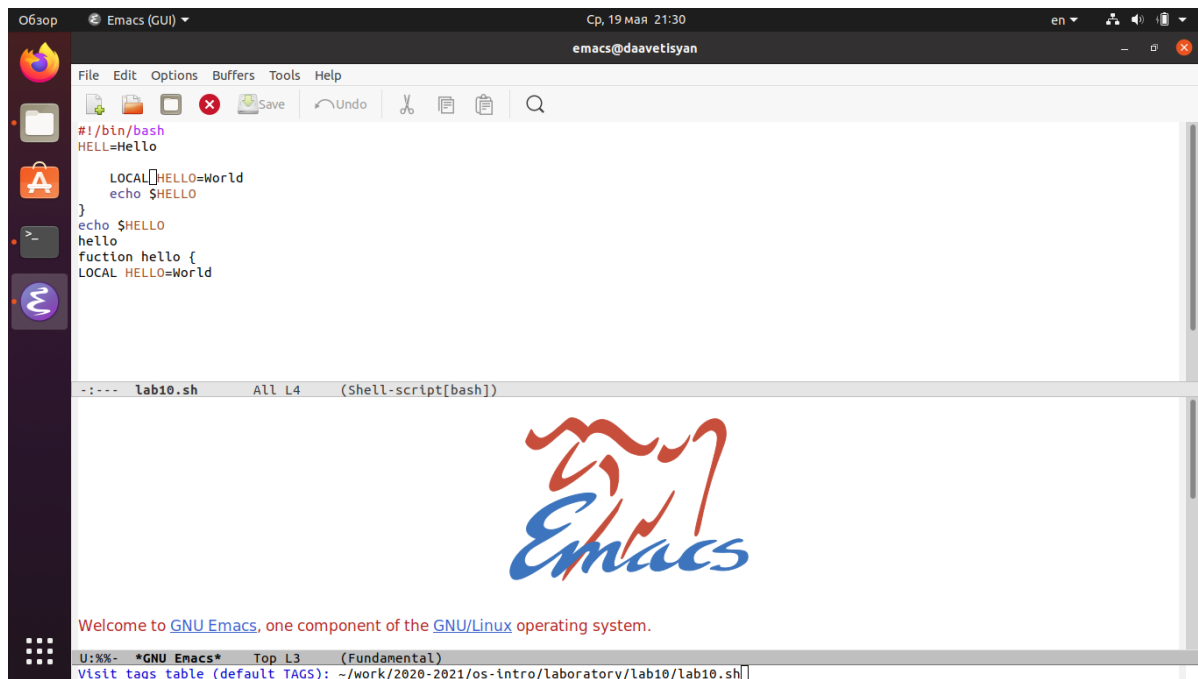 Обзор Emacs (GUI) Ср, 19 мая 21:30 en
emacs@daavetisyan
File Edit Options Buffers Tools Help
Save Undo
#!/bin/bash
HELL=Hello
LOCAL HELLO=World
echo $HELLO
}
echo $HELLO
hello
fuction hello {
LOCAL HELLO=World
-:--- lab10.sh All L4 (Shell-script[bash])
Emacs
Welcome to GNU Emacs, one component of the GNU/Linux operating system.
U:%%- *GNU Emacs* Top L3 (Fundamental)
Visit tags table (default TAGS): ~/work/2020-2021/os-intro/laboratory/lab10/lab10.sh